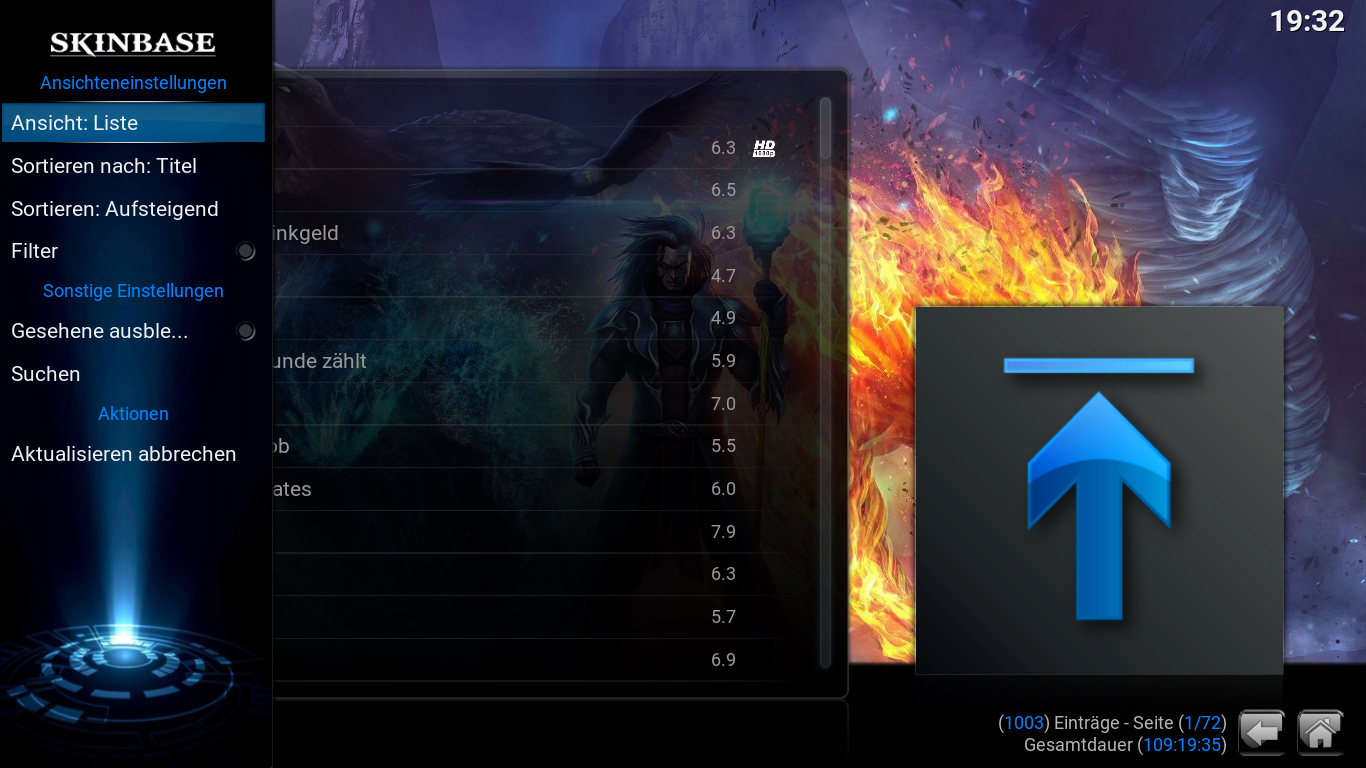 SKINBASE
Ansichteneinstellungen
Ansicht: Liste
Sortieren nach: Titel
Sortieren: Aufsteigend
Filter
Sonstige Einstellungen
Gesehene ausble...
Suchen
Aktionen
Aktualisieren abbrechen
19:32
6.3 HD 1080p
6.5
inkgeld 6.3
4.7
4.9
unde zählt 5.9
7.0
ob 5.5
ates 6.0
7.9
6.3
5.7
6.9
(1003) Einträge - Seite (1/72)
Gesamtdauer (109:19:35)